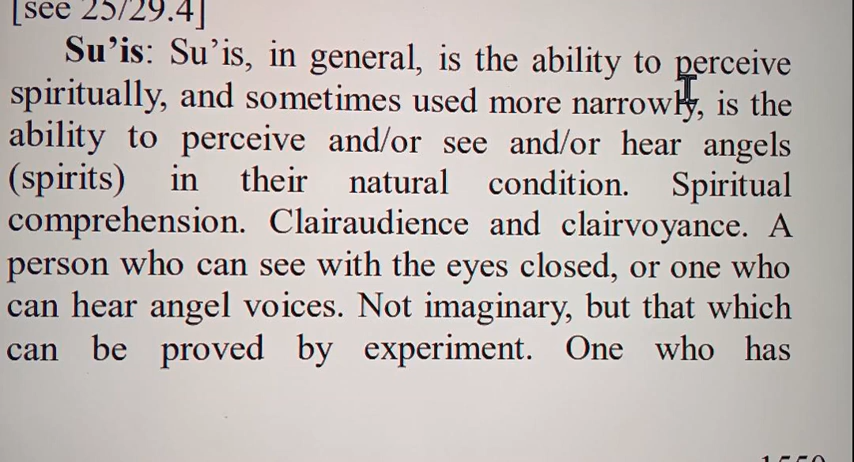 [see 25/29.4]
Su’is: Su’is, in general, is the ability to perceive
spiritually, and sometimes used more narrowly, is the
ability to perceive and/or see and/or hear angels
(spirits) in their natural condition. Spiritual
comprehension. Clairaudience and clairvoyance. A
person who can see with the eyes closed, or one who
can hear angel voices. Not imaginary, but that which
can be proved by experiment. One who has